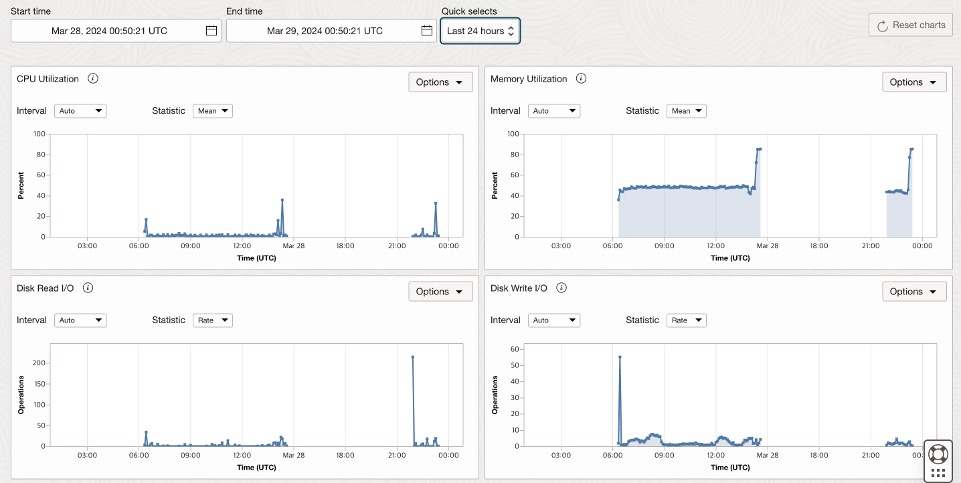 Start time End time Quick selects
Mar 28, 2024 00:50:21 UTC Mar 29, 2024 00:50:21 UTC Last 24 hours Reset charts
CPU Utilization Options
Interval Auto Statistic Mean
100
80
60
40
20
0
Percent
03:00 06:00 09:00 12:00 Mar 28 18:00 21:00 00:00
Time (UTC)
Memory Utilization Options
Interval Auto Statistic Mean
100
80
60
40
20
0
Percent
03:00 06:00 09:00 12:00 Mar 28 18:00 21:00 00:00
Time (UTC)
Disk Read I/O Options
Interval Auto Statistic Rate
200
150
100
50
0
Operations
03:00 06:00 09:00 12:00 Mar 28 18:00 21:00 00:00
Time (UTC)
Disk Write I/O Options
Interval Auto Statistic Rate
60
50
40
30
20
10
0
Operations
03:00 06:00 09:00 12:00 Mar 28 18:00 21:00
Time (UTC)